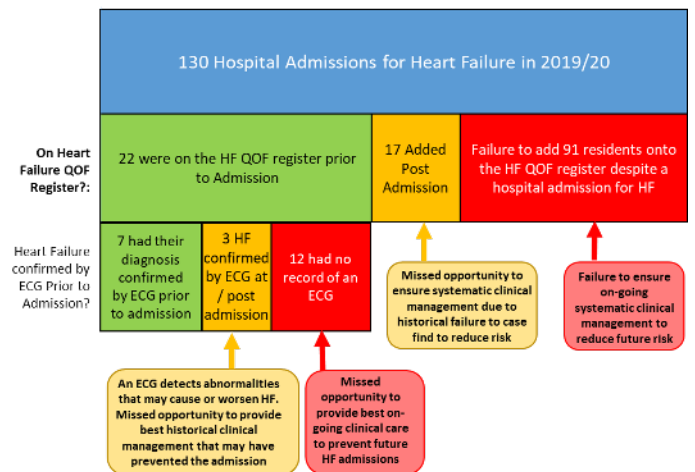 130 Hospital Admissions for Heart Failure in 2019/20
On Heart
Failure QOF
Register?:
22 were on the HF QOF register prior
to Admission
17 Added
Post
Admission
Failure to add 91 residents onto
the HF QOF register despite a
hospital admission for HF
Heart Failure
confirmed by
ECG Prior to
Admission?
7 had their
diagnosis
confirmed
by ECG prior
to admission
3 HF
confirmed
by ECG at
/ post
admission
12 had no
record of an
ECG
Missed opportunity to
ensure systematic clinical
management due to
historical failure to case
find to reduce risk
Failure to ensure
on-going
systematic clinical
management to
reduce future risk
An ECG detects abnormalities
that may cause or worsen HF.
Missed opportunity to provide
best historical clinical
management that may have
prevented the admission
Missed
opportunity to
provide best on-
going clinical care
to prevent future
HF admissions